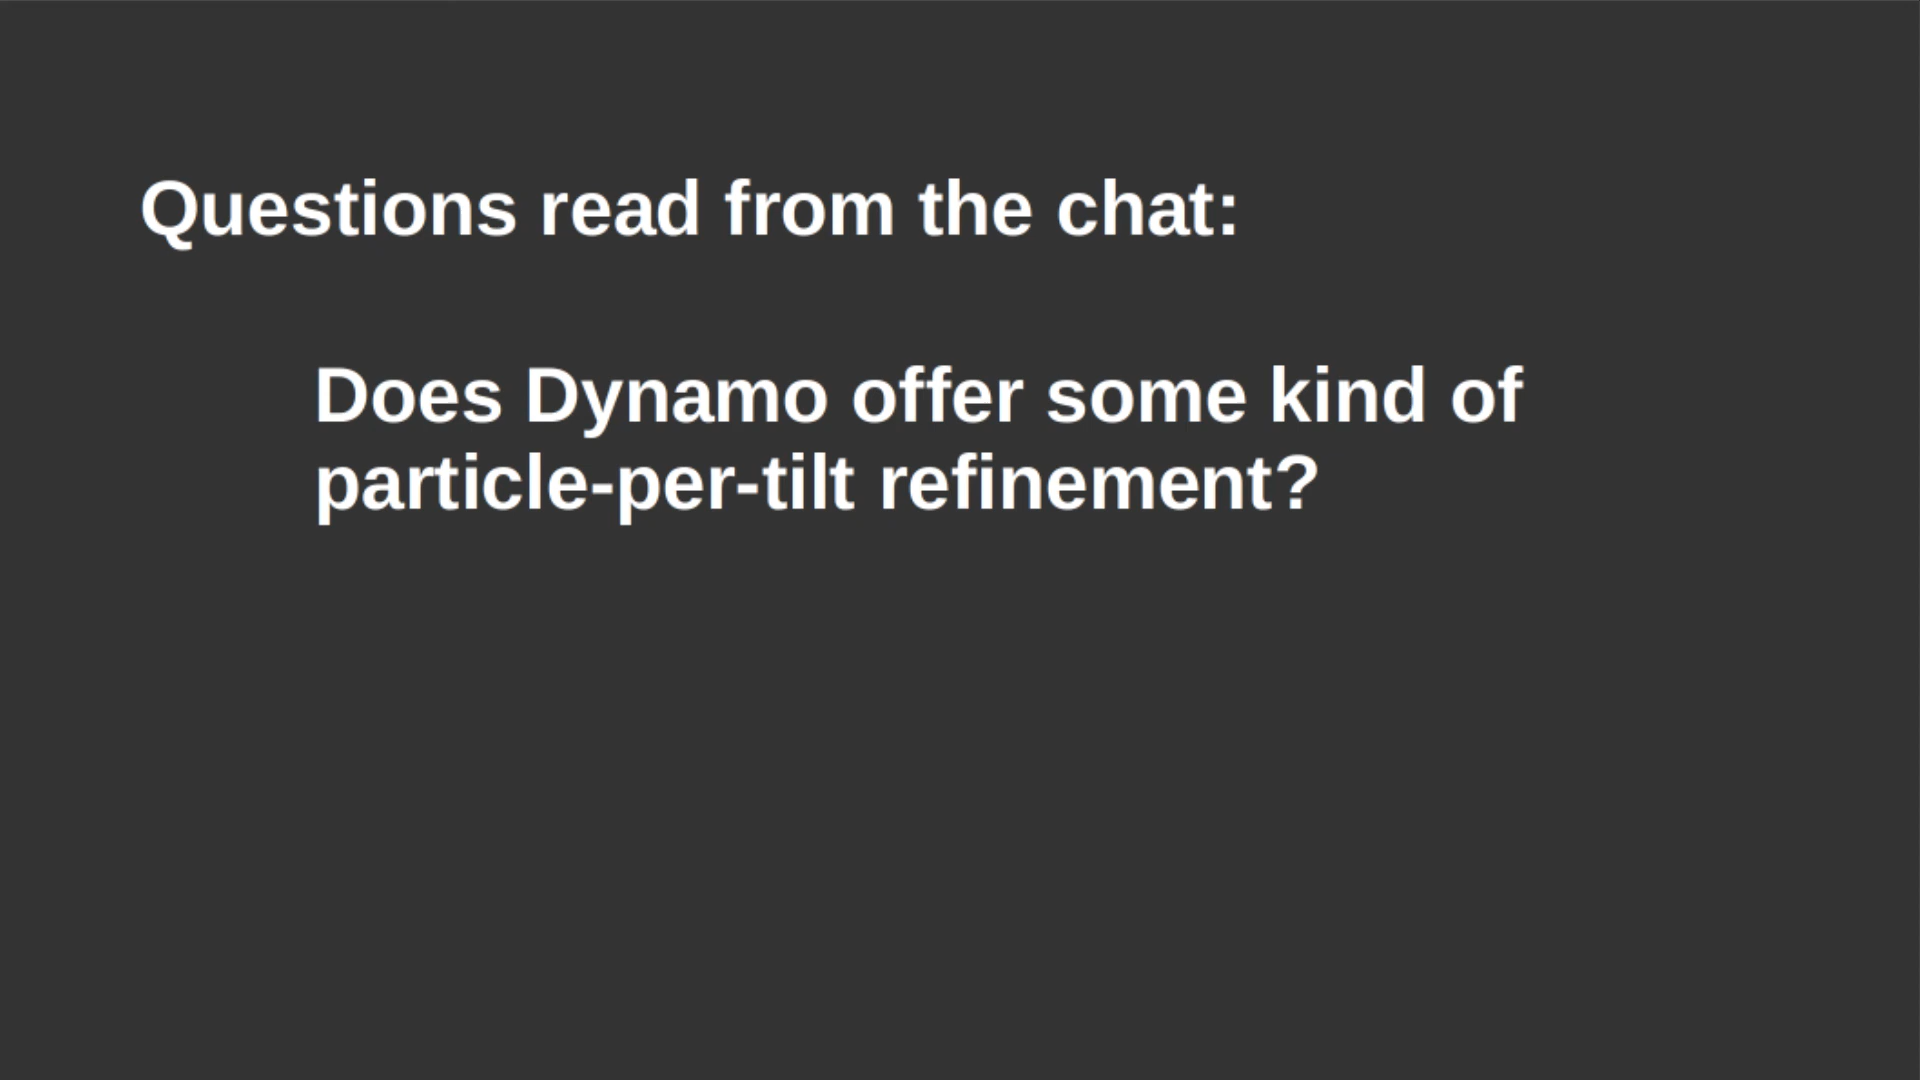 Questions read from the chat:
Does Dynamo offer some kind of
particle-per-tilt refinement?